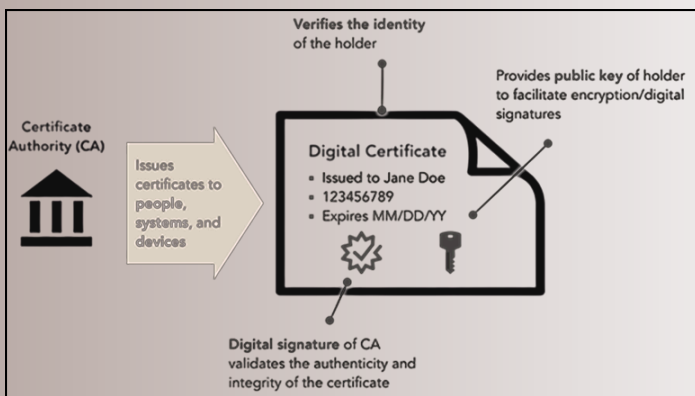 Verifies the identity
of the holder
Provides public key of holder
to facilitate encryption/digital
signatures
Certificate
Authority (CA)
Issues
certificates to
people,
systems, and
devices
Digital Certificate
▪ Issued to Jane Doe
▪ 123456789
▪ Expires MM/DD/YY
Digital signature of CA
validates the authenticity and
integrity of the certificate